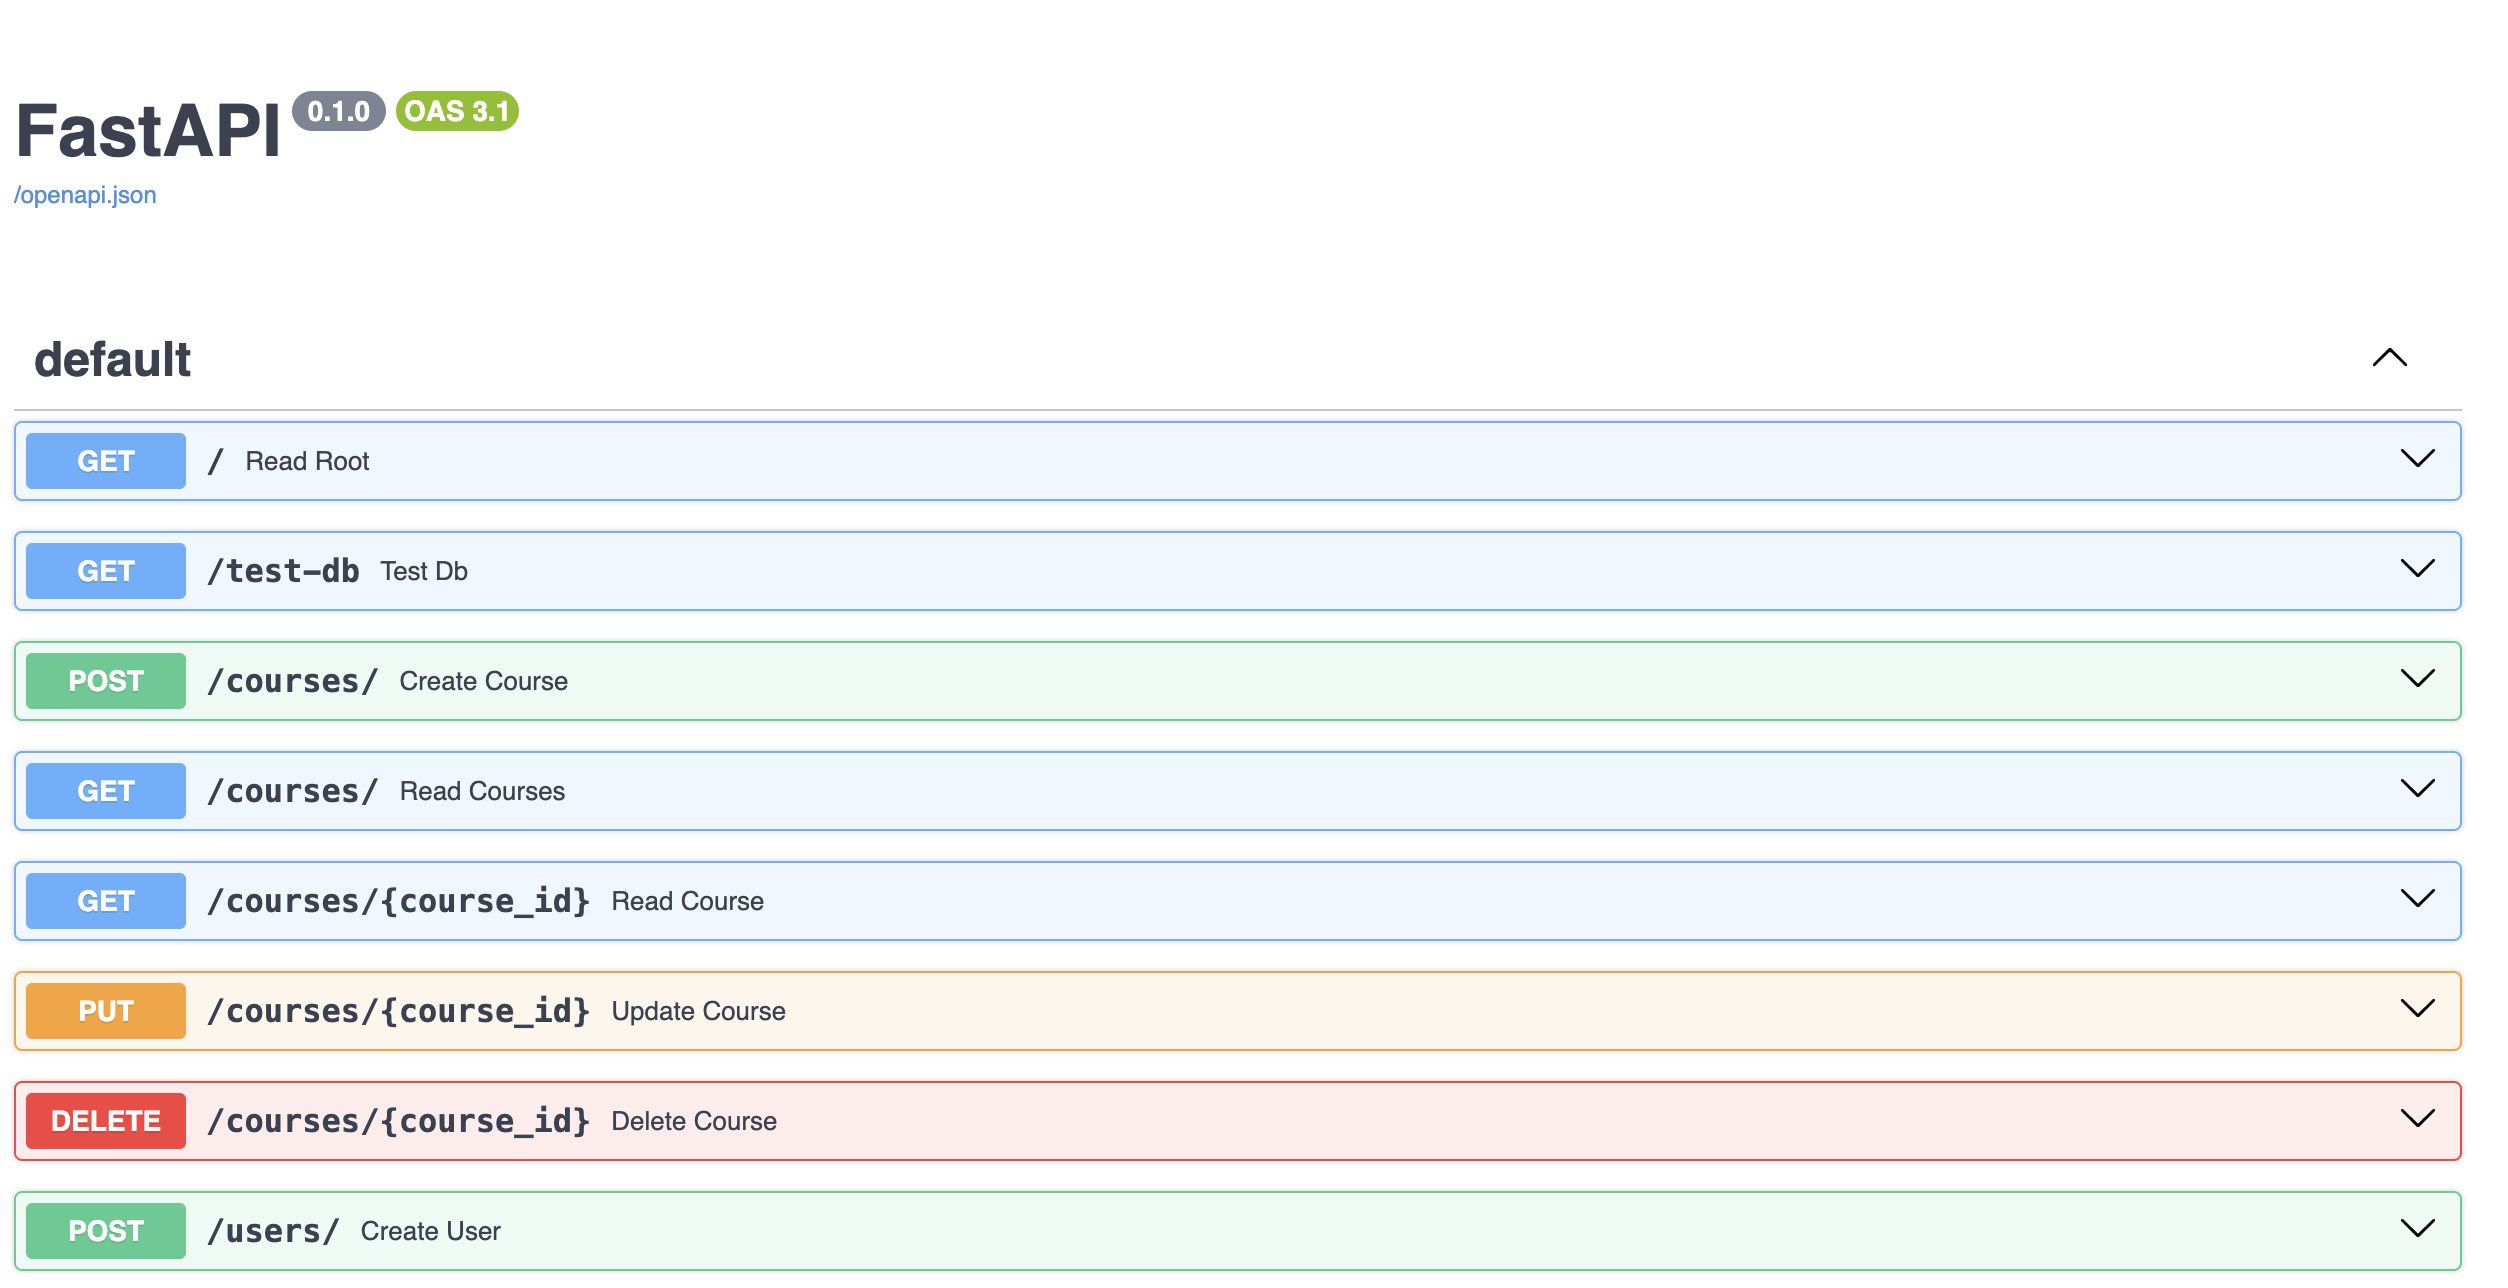 FastAPI 0.1.0 OAS 3.1
/openapi.json
default
GET / Read Root
GET /test-db Test Db
POST /courses/ Create Course
GET /courses/ Read Courses
GET /courses/{course_id} Read Course
PUT /courses/{course_id} Update Course
DELETE /courses/{course_id} Delete Course
POST /users/ Create User